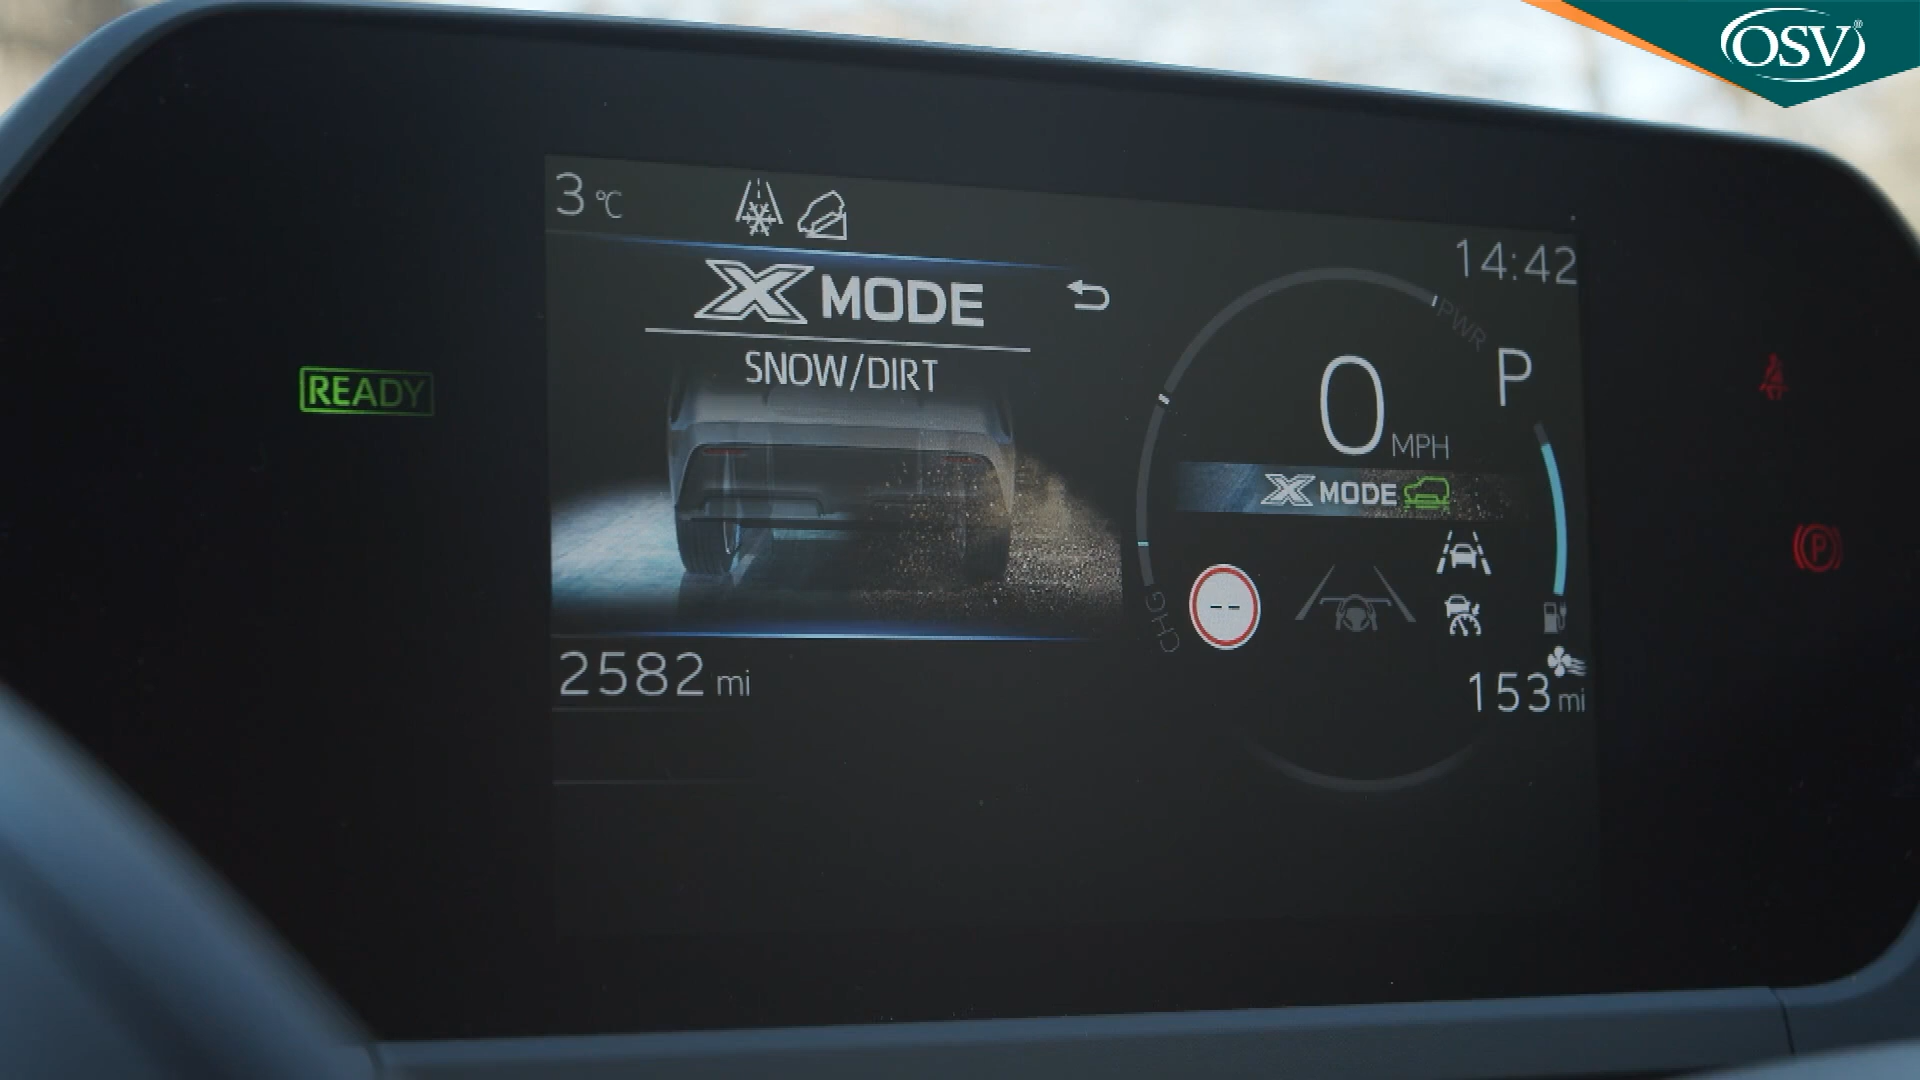 OSV®
3 °C
14:42
X MODE
SNOW/DIRT
PWR
READY
0 MPH
P
X MODE
P
--
CHG
2582 mi
153 mi